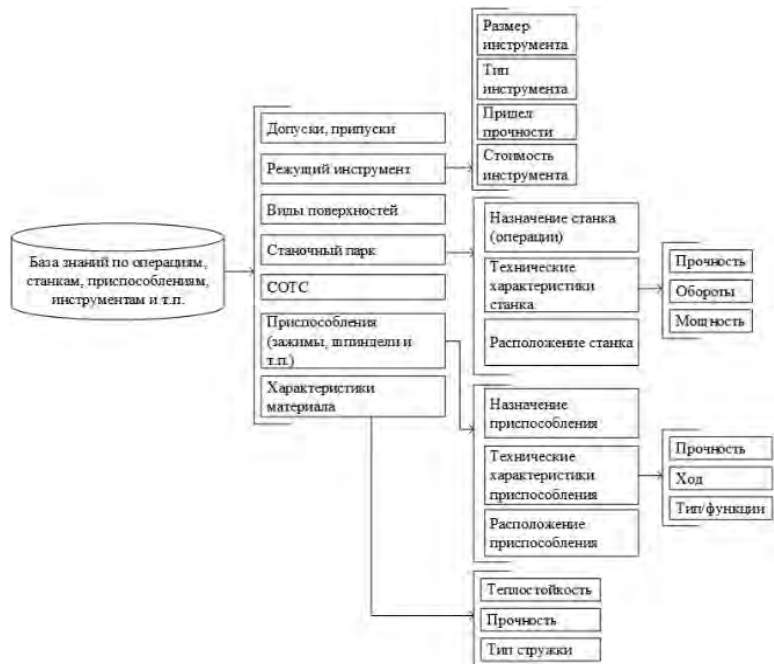 База знаний по операциям,
станкам, приспособлениям,
инструментам и т.п.
Допуски, припуски
Режущий инструмент
Виды поверхностей
Станочный парк
СОТС
Приспособления
(зажимы, шпиндели и
т.п.)
Характеристики
материала
Размер
инструмента
Тип
инструмента
Придел
прочности
Стоимость
инструмента
Назначение станка
(операции)
Технические
характеристики
станка
Расположение станка
Прочность
Обороты
Мощность
Назначение
приспособления
Технические
характеристики
приспособления
Расположение
приспособления
Прочность
Ход
Тип/функции
Теплостойкость
Прочность
Тип стружки